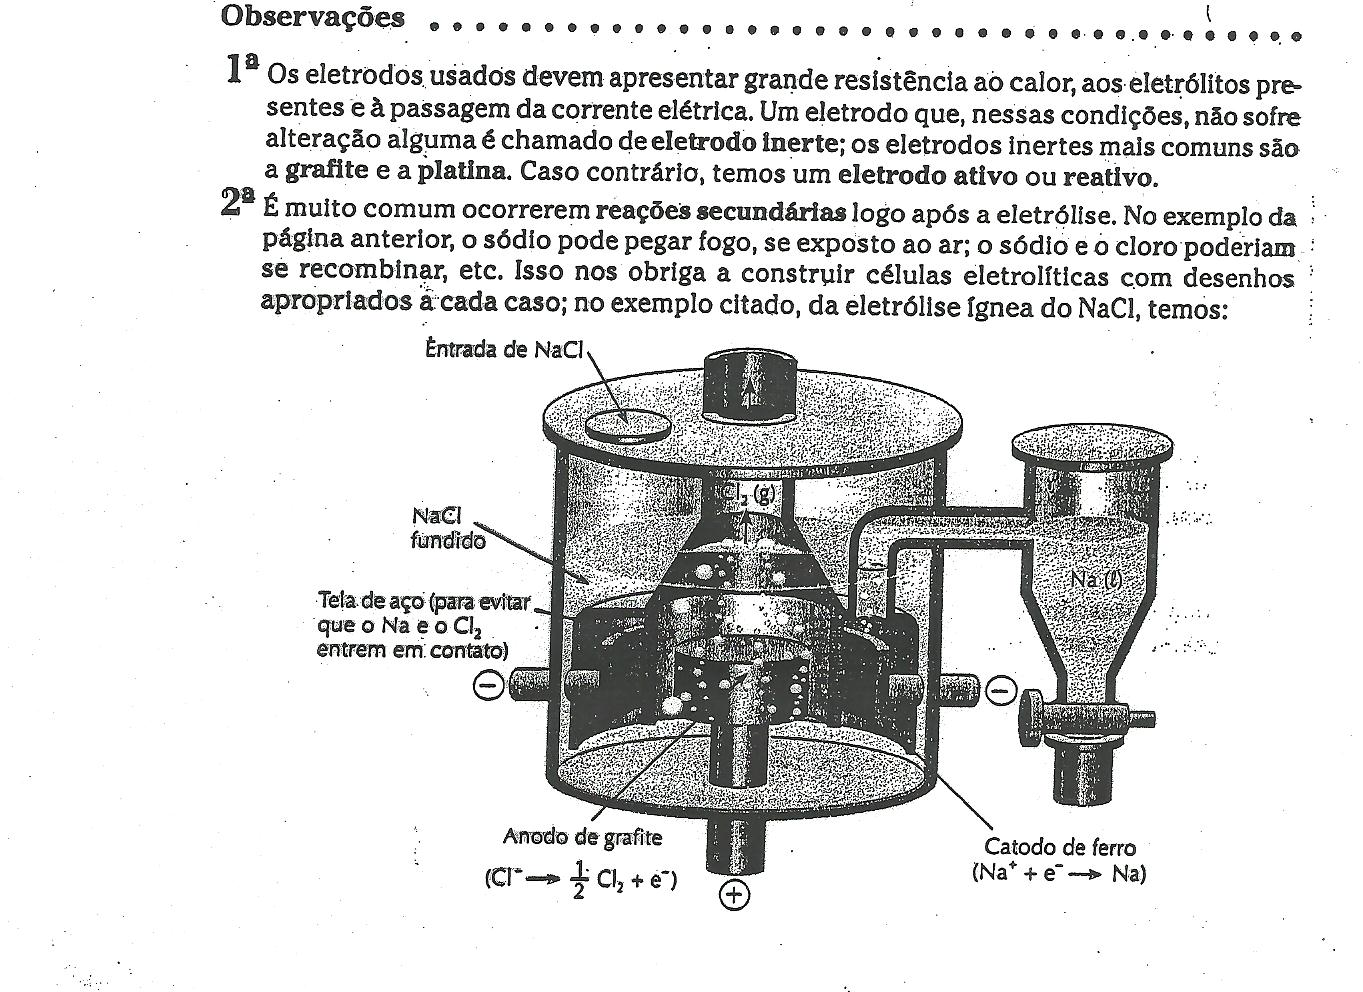 Observações
1ª Os eletrodos usados devem apresentar grande resistência ao calor, aos eletrólitos pre-
sentes e à passagem da corrente elétrica. Um eletrodo que, nessas condições, não sofre
alteração alguma é chamado de eletrodo inerte; os eletrodos inertes mais comuns são
a grafite e a platina. Caso contrário, temos um eletrodo ativo ou reativo.
2ª É muito comum ocorrerem reações secundárias logo após a eletrólise. No exemplo da
página anterior, o sódio pode pegar fogo, se exposto ao ar; o sódio e o cloro poderiam
se recombinar, etc. Isso nos obriga a construir células eletrolíticas com desenhos
apropriados a cada caso; no exemplo citado, da eletrólise ígnea do NaCl, temos:
Entrada de NaCl
Cl₂ (g)
NaCl
fundido
Na (ℓ)
Tela de aço (para evitar
que o Na e o Cl₂
entrem em contato)
−
−
Anodo de grafite
(Cl⁻ → 1/2 Cl₂ + e⁻)
+
Catodo de ferro
(Na⁺ + e⁻ → Na)